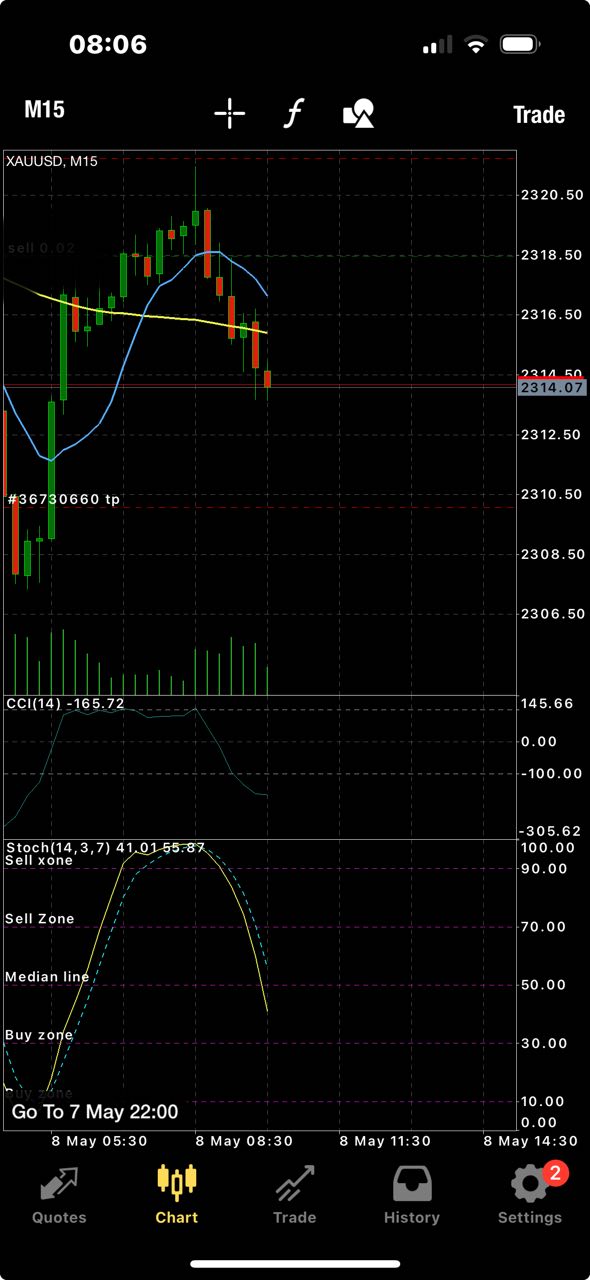 08:06
M15
f
Trade
XAUUSD, M15
2320.50
sell 0.02
2318.50
2316.50
2314.50
2314.07
2312.50
#36730660 tp
2310.50
2308.50
2306.50
CCI(14) -165.72
145.66
0.00
-100.00
-305.62
Stoch(14,3,7) 41.01 55.87
100.00
Sell xone
90.00
Sell Zone
70.00
Median line
50.00
Buy zone
30.00
Buy zone
10.00
Go To 7 May 22:00
0.00
8 May 05:30 8 May 08:30 8 May 11:30 8 May 14:30
2
Quotes Chart Trade History Settings